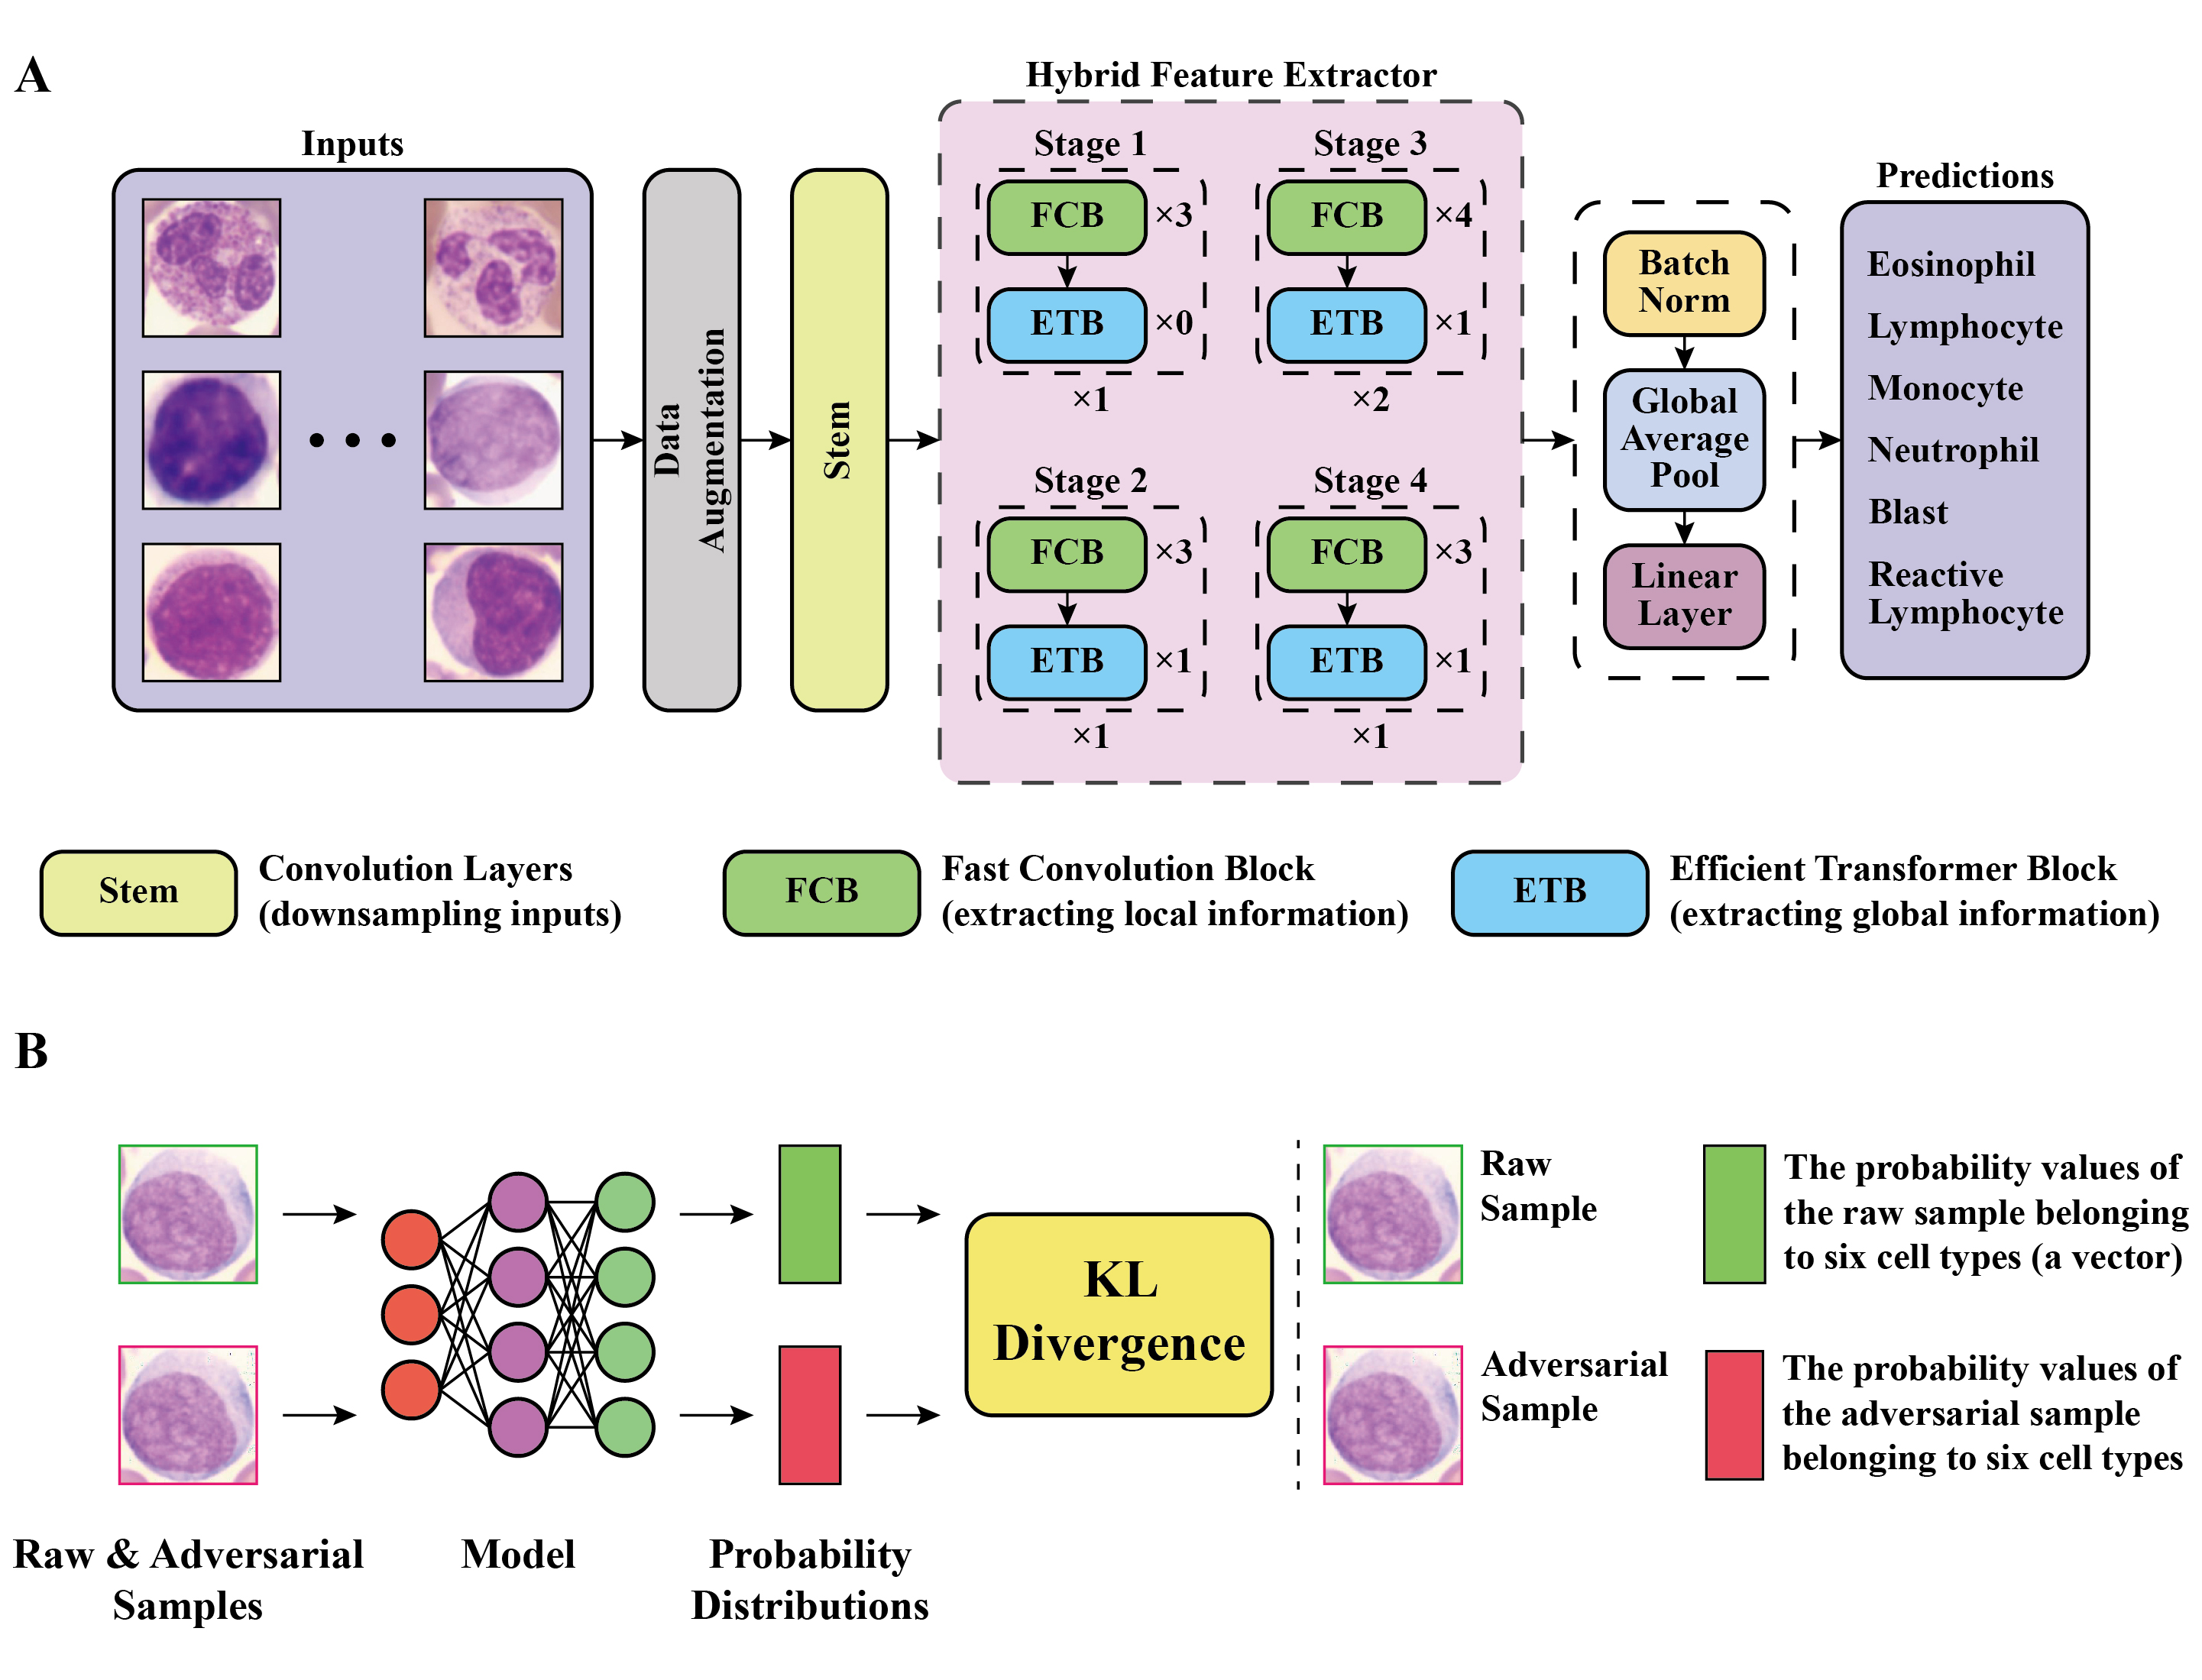 A
Hybrid Feature Extractor
Inputs
Data
Augmentation
Stem
Stage 1
FCB ×3
ETB ×0
×1
Stage 3
FCB ×4
ETB ×1
×2
Stage 2
FCB ×3
ETB ×1
×1
Stage 4
FCB ×3
ETB ×1
×1
Batch
Norm
Global
Average
Pool
Linear
Layer
Predictions
Eosinophil
Lymphocyte
Monocyte
Neutrophil
Blast
Reactive
Lymphocyte
Stem
Convolution Layers
(downsampling inputs)
FCB
Fast Convolution Block
(extracting local information)
ETB
Efficient Transformer Block
(extracting global information)
B
KL
Divergence
Raw
Sample
The probability values of
the raw sample belonging
to six cell types (a vector)
Adversarial
Sample
The probability values of
the adversarial sample
belonging to six cell types
Raw & Adversarial
Samples
Model
Probability
Distributions